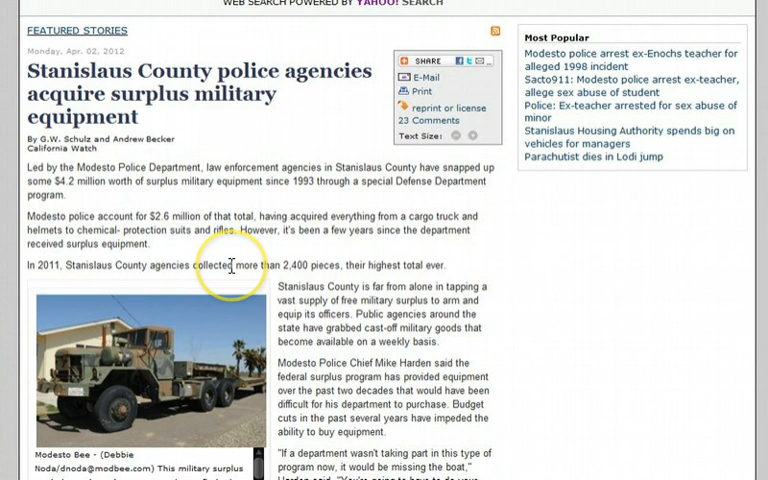 WEB SEARCH POWERED BY YAHOO! SEARCH
FEATURED STORIES
Monday, Apr. 02, 2012
Stanislaus County police agencies
acquire surplus military
equipment
By G.W. Schulz and Andrew Becker
California Watch
SHARE
E-Mail
Print
reprint or license
23 Comments
Text Size:
Led by the Modesto Police Department, law enforcement agencies in Stanislaus County have snapped up
some $4.2 million worth of surplus military equipment since 1993 through a special Defense Department
program.
Modesto police account for $2.6 million of that total, having acquired everything from a cargo truck and
helmets to chemical- protection suits and rifles. However, it's been a few years since the department
received surplus equipment.
In 2011, Stanislaus County agencies collected more than 2,400 pieces, their highest total ever.
Stanislaus County is far from alone in tapping a
vast supply of free military surplus to arm and
equip its officers. Public agencies around the
state have grabbed cast-off military goods that
become available on a weekly basis.
Modesto Police Chief Mike Harden said the
federal surplus program has provided equipment
over the past two decades that would have been
difficult for his department to purchase. Budget
cuts in the past several years have impeded the
ability to buy equipment.
"If a department wasn't taking part in this type of
program now, it would be missing the boat,"
Modesto Bee - (Debbie
Noda/dnoda@modbee.com) This military surplus
Most Popular
Modesto police arrest ex-Enochs teacher for
alleged 1998 incident
Sacto911: Modesto police arrest ex-teacher,
allege sex abuse of student
Police: Ex-teacher arrested for sex abuse of
minor
Stanislaus Housing Authority spends big on
vehicles for managers
Parachutist dies in Lodi jump